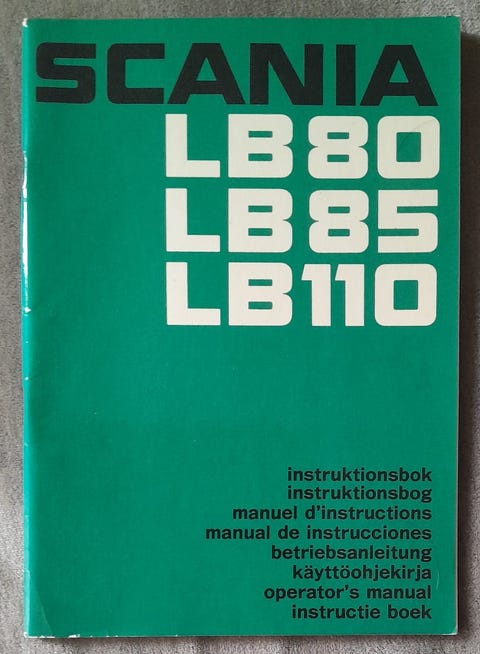 SCANIA
LB80
LB85
LB110
instruktionsbok
instruktionsbog
manuel d'instructions
manual de instrucciones
betriebsanleitung
käyttöohjekirja
operator's manual
instructie boek